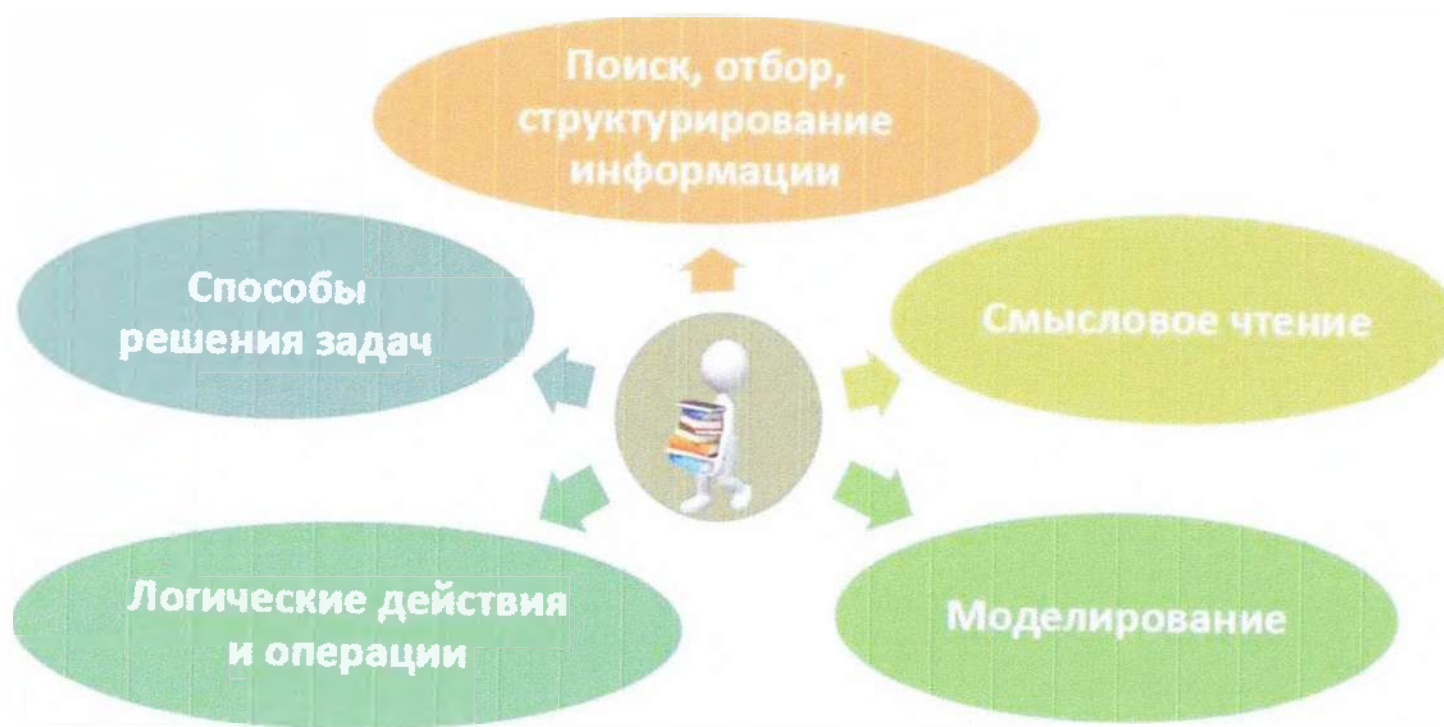 Поиск, отбор,
структурирование
информации
Способы
решения задач
Смысловое чтение
Логические действия
и операции
Моделирование